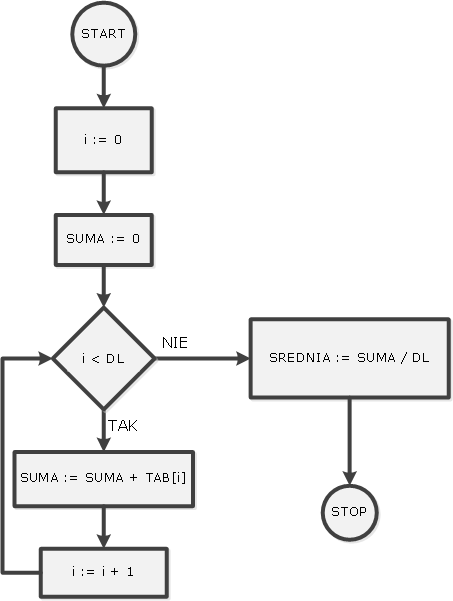 START
i := 0
SUMA := 0
i < DL
NIE
SREDNIA := SUMA / DL
TAK
SUMA := SUMA + TAB[i]
STOP
i := i + 1